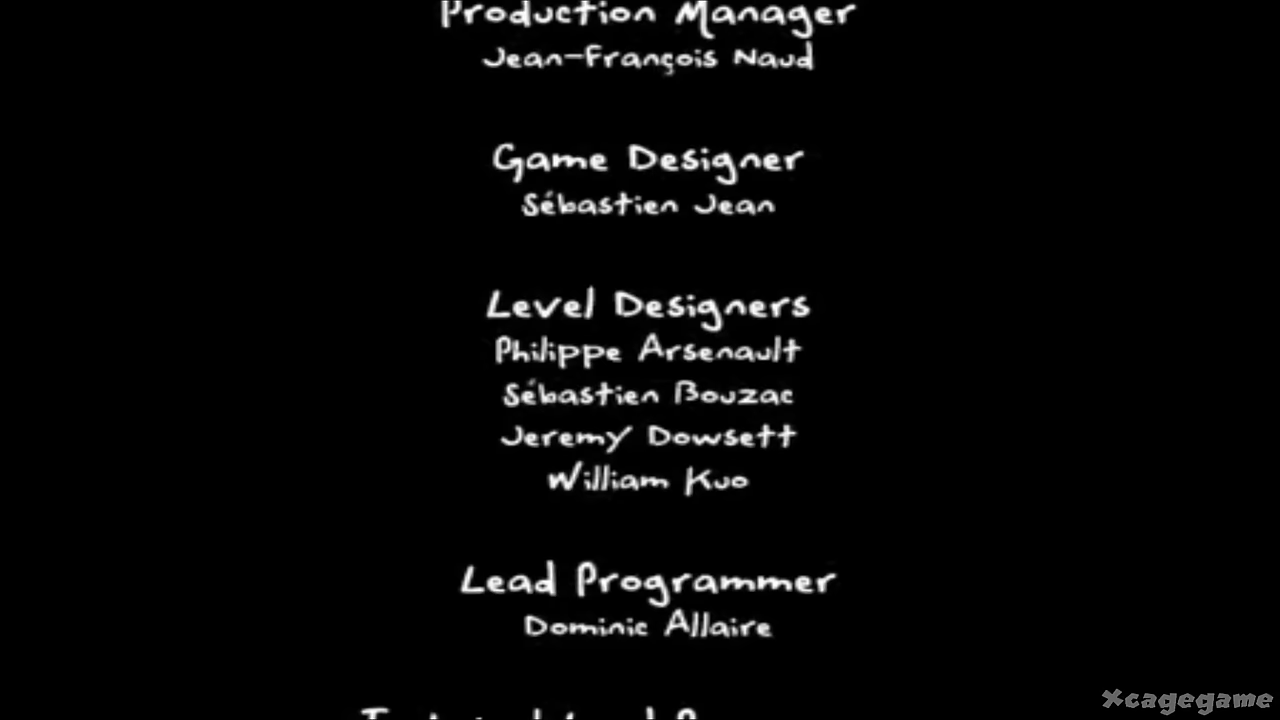 Production Manager
Jean-François Naud
Game Designer
Sébastien Jean
Level Designers
Philippe Arsenault
Sébastien Bouzac
Jeremy Dowsett
William Kuo
Lead Programmer
Dominic Allaire
Xcagegame